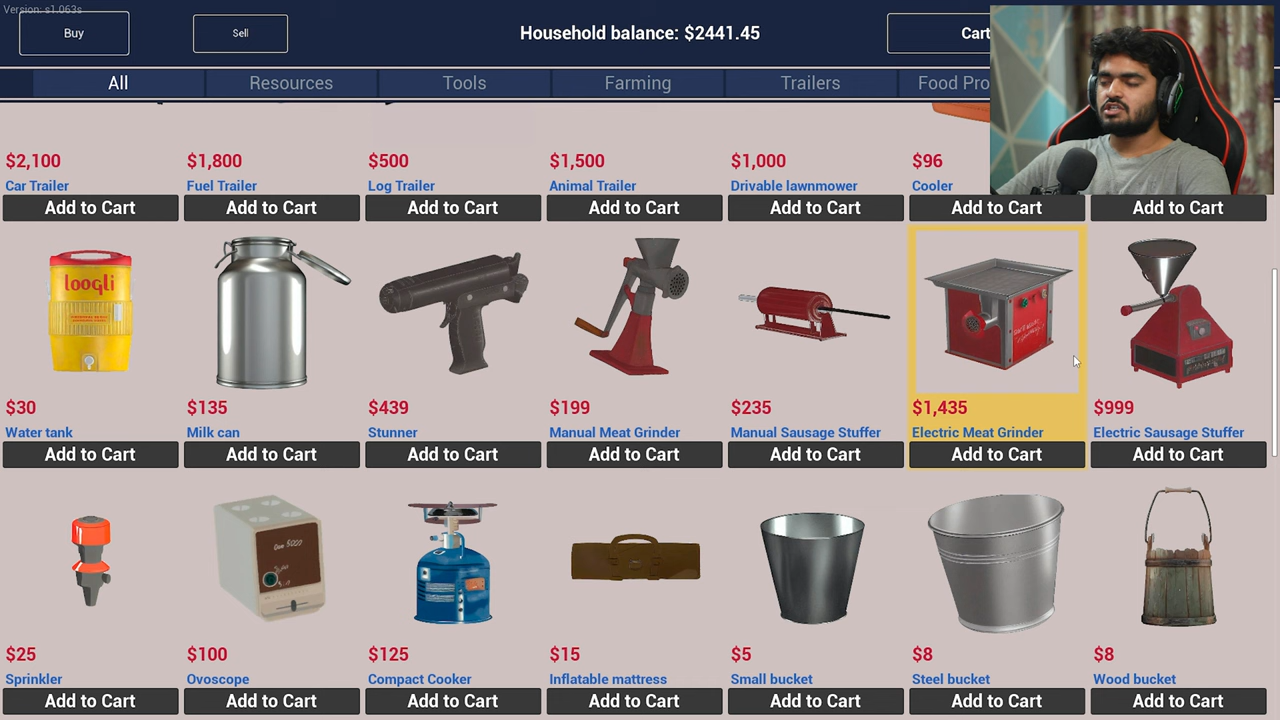 Version: s1.063s
Buy
Sell
Household balance: $2441.45
Cart
All
Resources
Tools
Farming
Trailers
Food Pro
$2,100
$1,800
$500
$1,500
$1,000
$96
Car Trailer
Fuel Trailer
Log Trailer
Animal Trailer
Drivable lawnmower
Cooler
Add to Cart
Add to Cart
Add to Cart
Add to Cart
Add to Cart
Add to Cart
Add to Cart
loogli
$30
$135
$439
$199
$235
$1,435
$999
Water tank
Milk can
Stunner
Manual Meat Grinder
Manual Sausage Stuffer
Electric Meat Grinder
Electric Sausage Stuffer
Add to Cart
Add to Cart
Add to Cart
Add to Cart
Add to Cart
Add to Cart
Add to Cart
$25
$100
$125
$15
$5
$8
$8
Sprinkler
Ovoscope
Compact Cooker
Inflatable mattress
Small bucket
Steel bucket
Wood bucket
Add to Cart
Add to Cart
Add to Cart
Add to Cart
Add to Cart
Add to Cart
Add to Cart